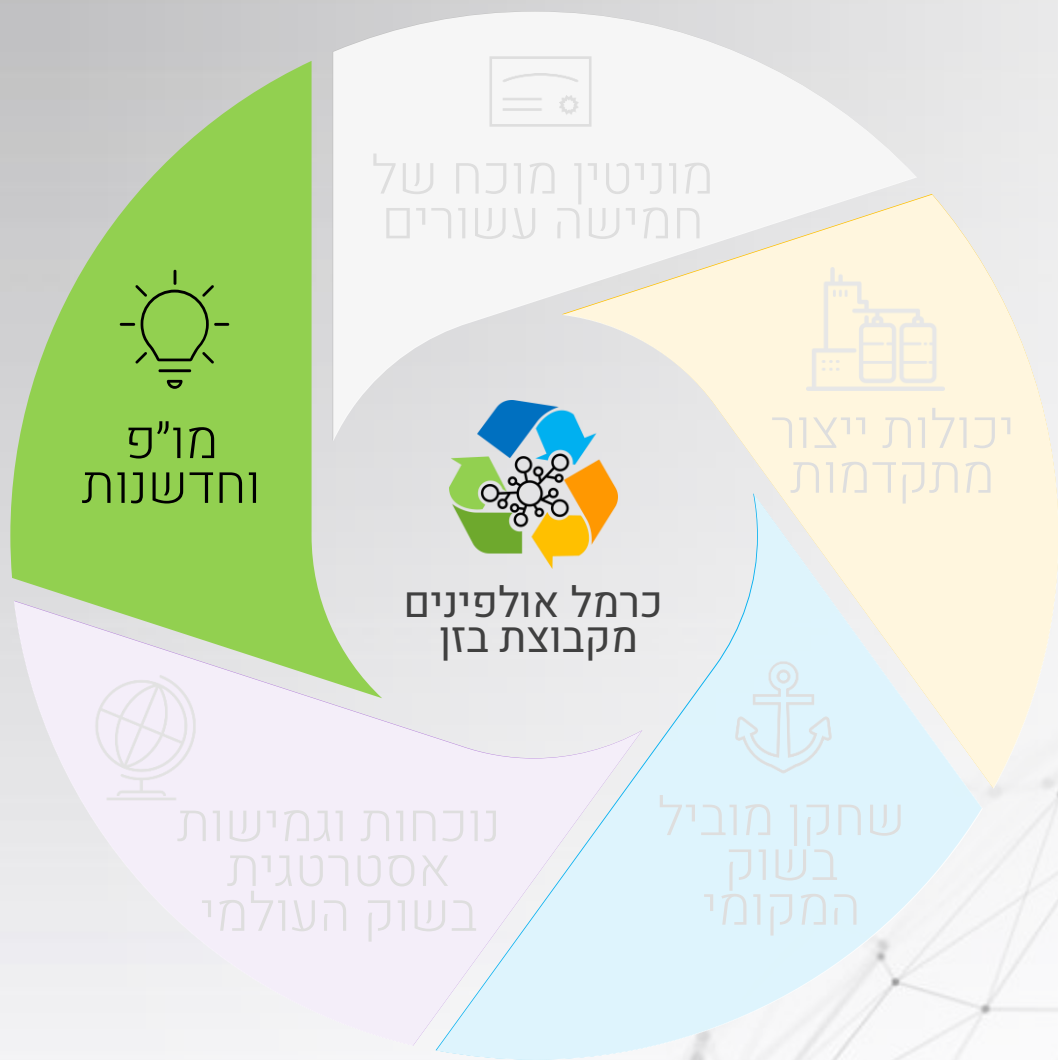 מוניטין מוכח של
חמישה עשורים
יכולות ייצור
מתקדמות
שחקן מוביל
בשוק
המקומי
נוכחות וגמישות
אסטרטגית
בשוק העולמי
מו"פ
וחדשנות
כרמל אולפינים
מקבוצת בזן